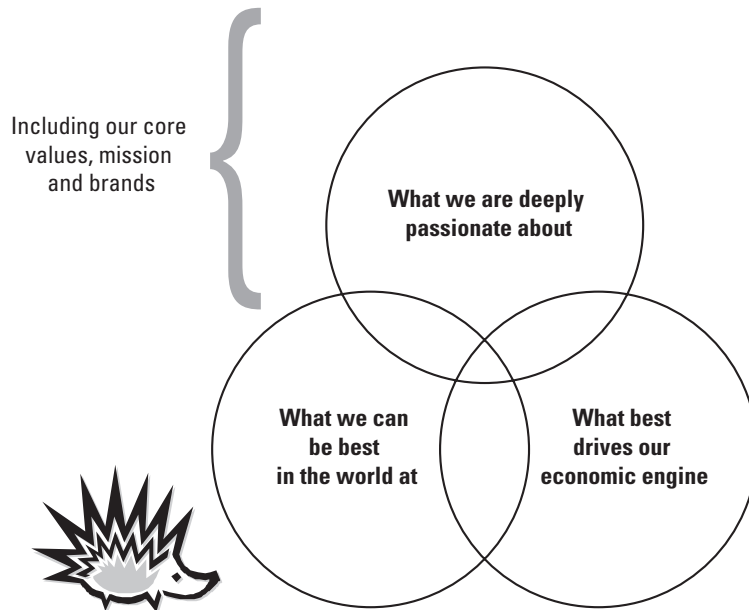 Including our core
values, mission
and brands
What we are deeply
passionate about
What we can
be best
in the world at
What best
drives our
economic engine